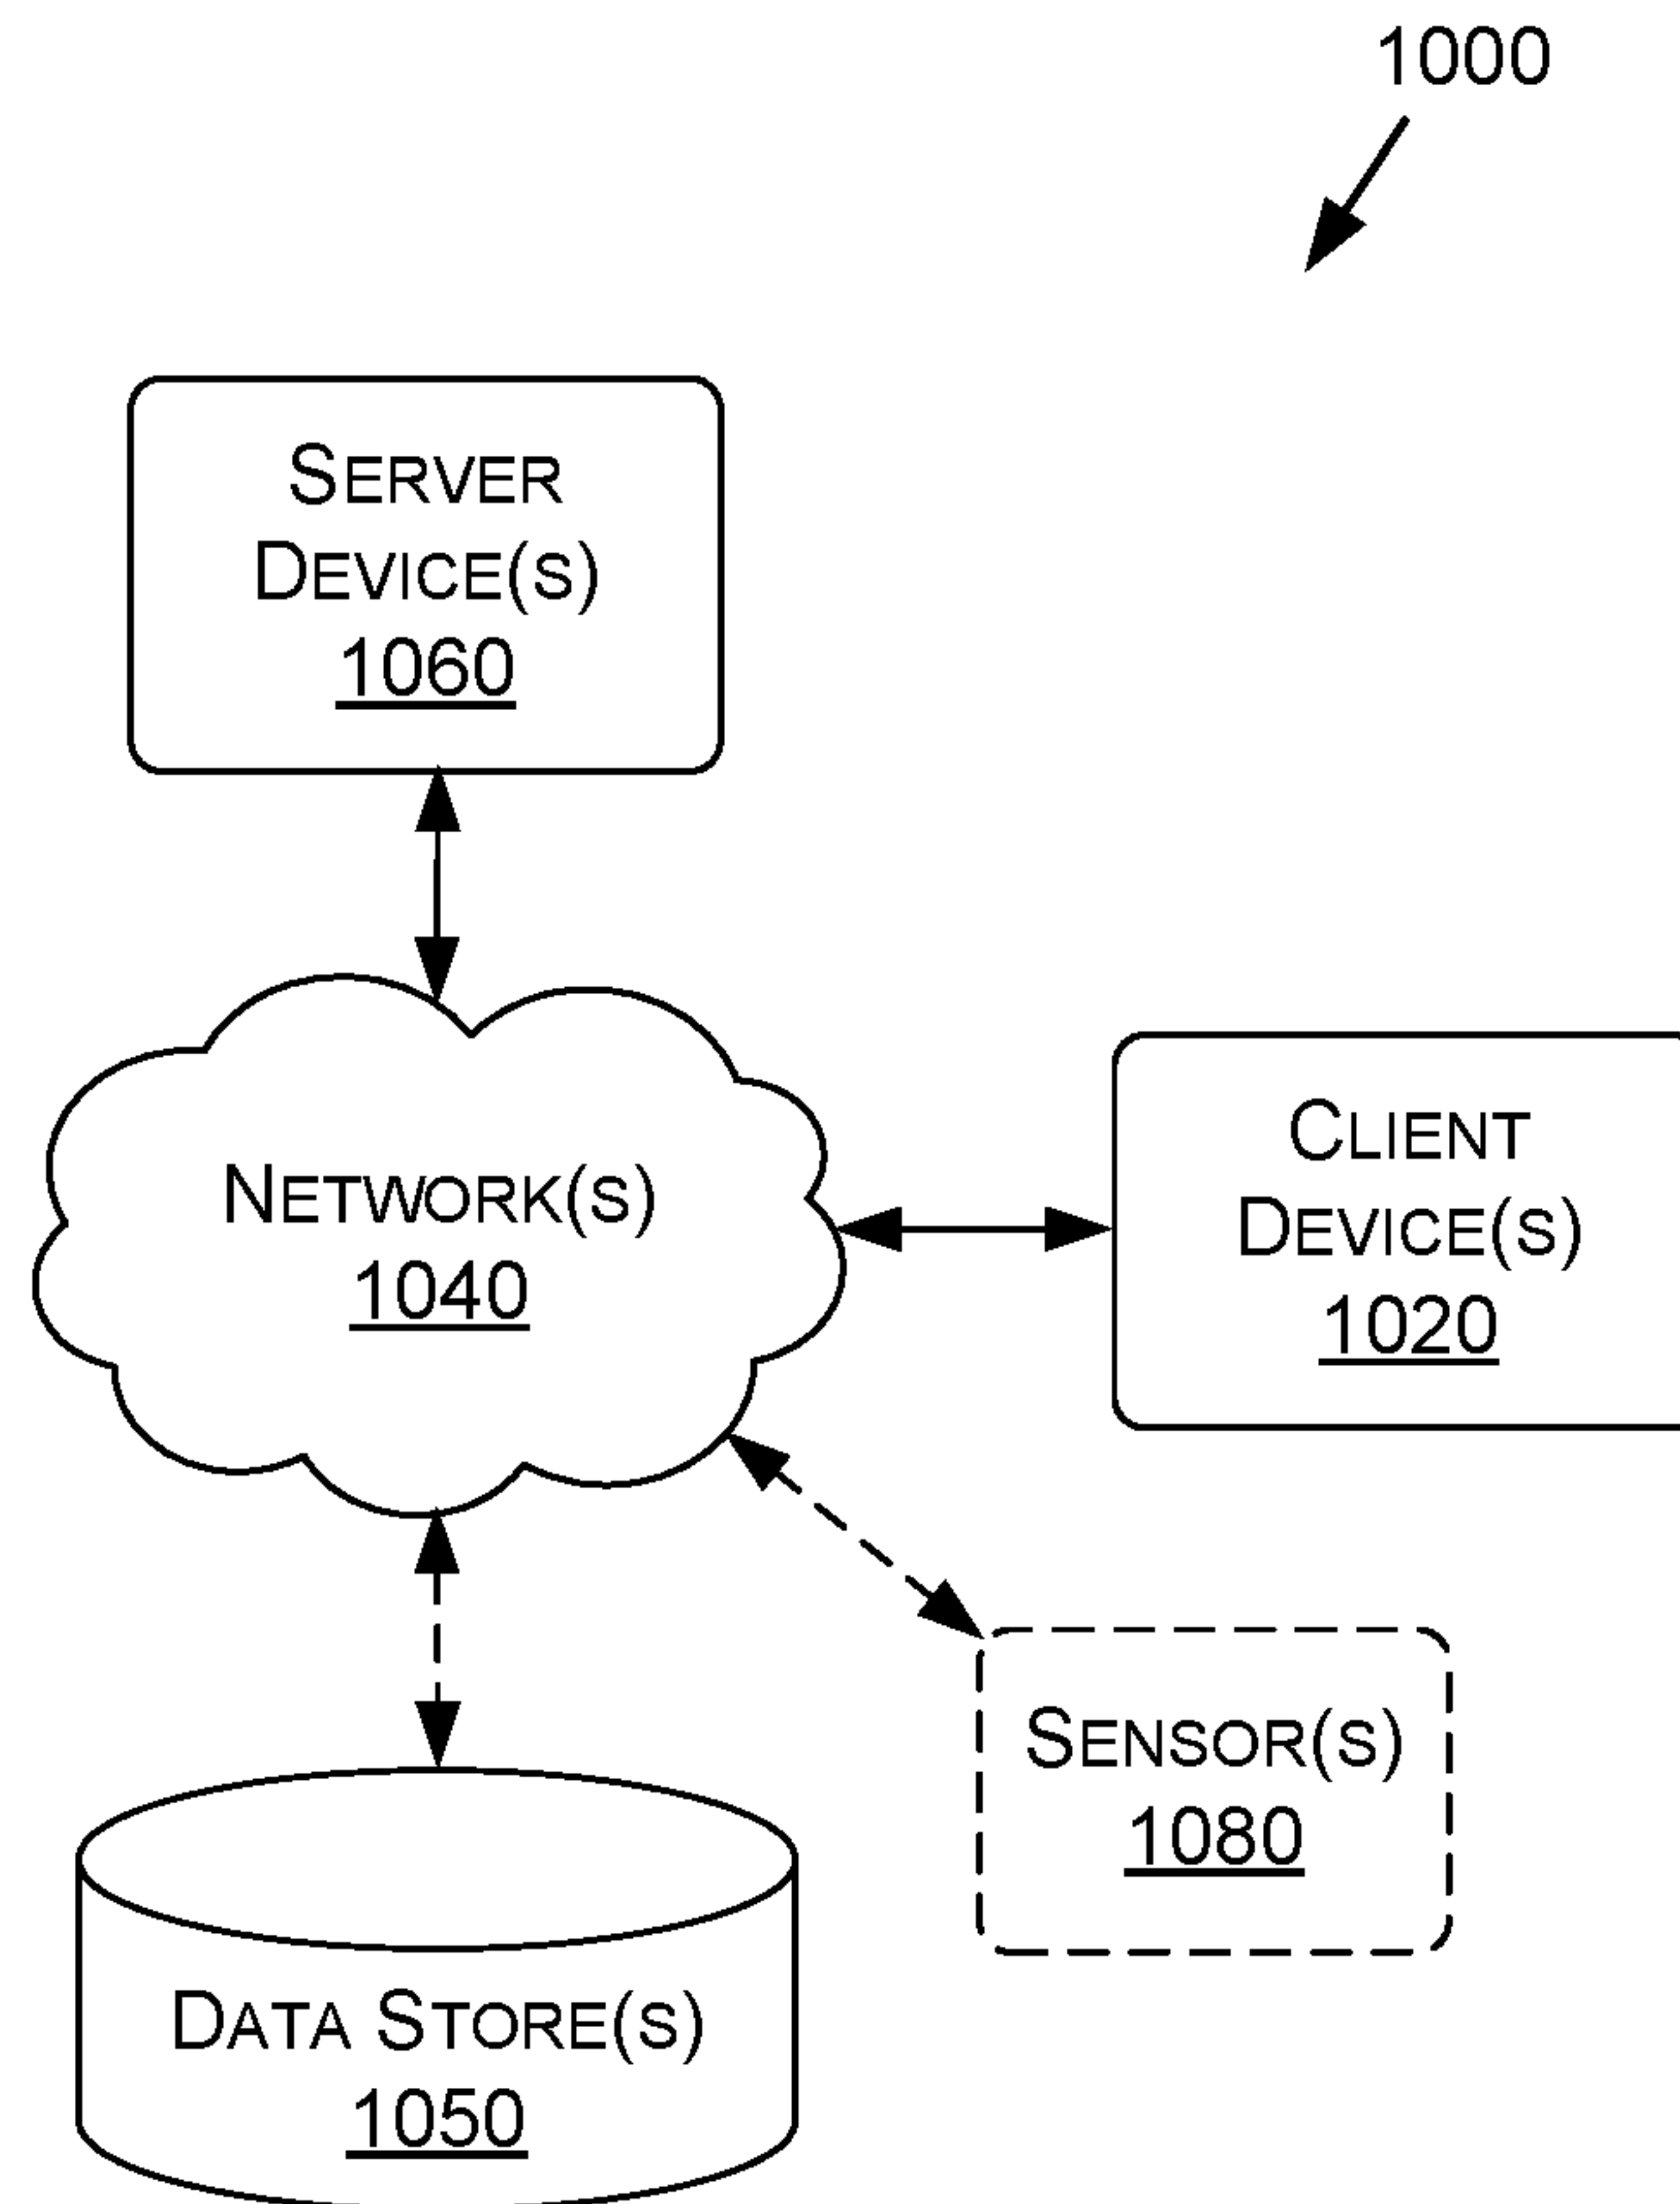 1000
SERVER
DEVICE(S)
1060
NETWORK(S)
1040
CLIENT
DEVICE(S)
1020
SENSOR(S)
1080
DATA STORE(S)
1050